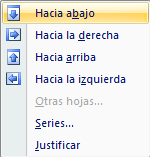 Hacia abajo
Hacia la derecha
Hacia arriba
Hacia la izquierda
Otras hojas...
Series...
Justificar